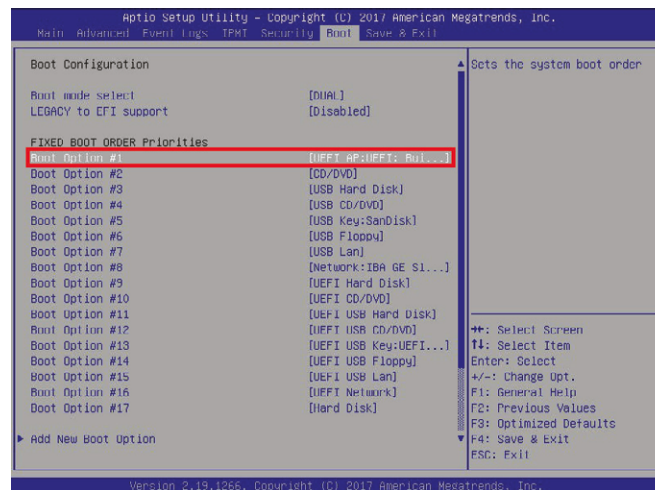 Aptio Setup Utility – Copyright (C) 2017 American Megatrends, Inc.
Main Advanced Event Logs IPMI Security Boot Save & Exit
Boot Configuration
Boot mode select [DUAL]
LEGACY to EFI support [Disabled]
FIXED BOOT ORDER Priorities
Boot Option #1 [UEFI AP:UEFI: Bui...]
Boot Option #2 [CD/DVD]
Boot Option #3 [USB Hard Disk]
Boot Option #4 [USB CD/DVD]
Boot Option #5 [USB Key:SanDisk]
Boot Option #6 [USB Floppy]
Boot Option #7 [USB Lan]
Boot Option #8 [Network:IBA GE Sl...]
Boot Option #9 [UEFI Hard Disk]
Boot Option #10 [UEFI CD/DVD]
Boot Option #11 [UEFI USB Hard Disk]
Boot Option #12 [UEFI USB CD/DVD]
Boot Option #13 [UEFI USB Key:UEFI...]
Boot Option #14 [UEFI USB Floppy]
Boot Option #15 [UEFI USB Lan]
Boot Option #16 [UEFI Network]
Boot Option #17 [Hard Disk]
Add New Boot Option
Sets the system boot order
→←: Select Screen
↑↓: Select Item
Enter: Select
+/-: Change Opt.
F1: General Help
F2: Previous Values
F3: Optimized Defaults
F4: Save & Exit
ESC: Exit
Version 2.19.1266. Copyright (C) 2017 American Megatrends, Inc.